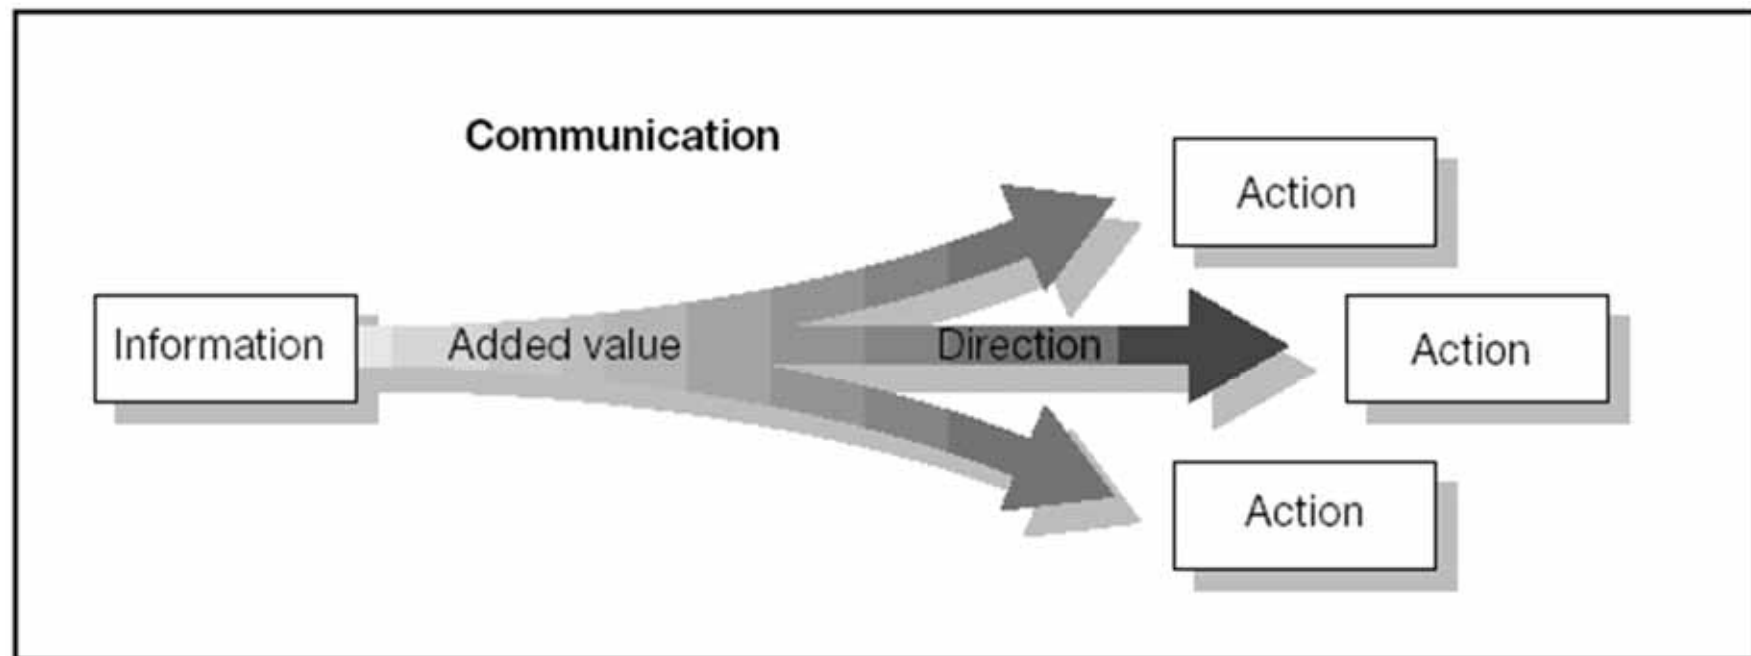 Communication
Action
Information
Added value
Direction
Action
Action